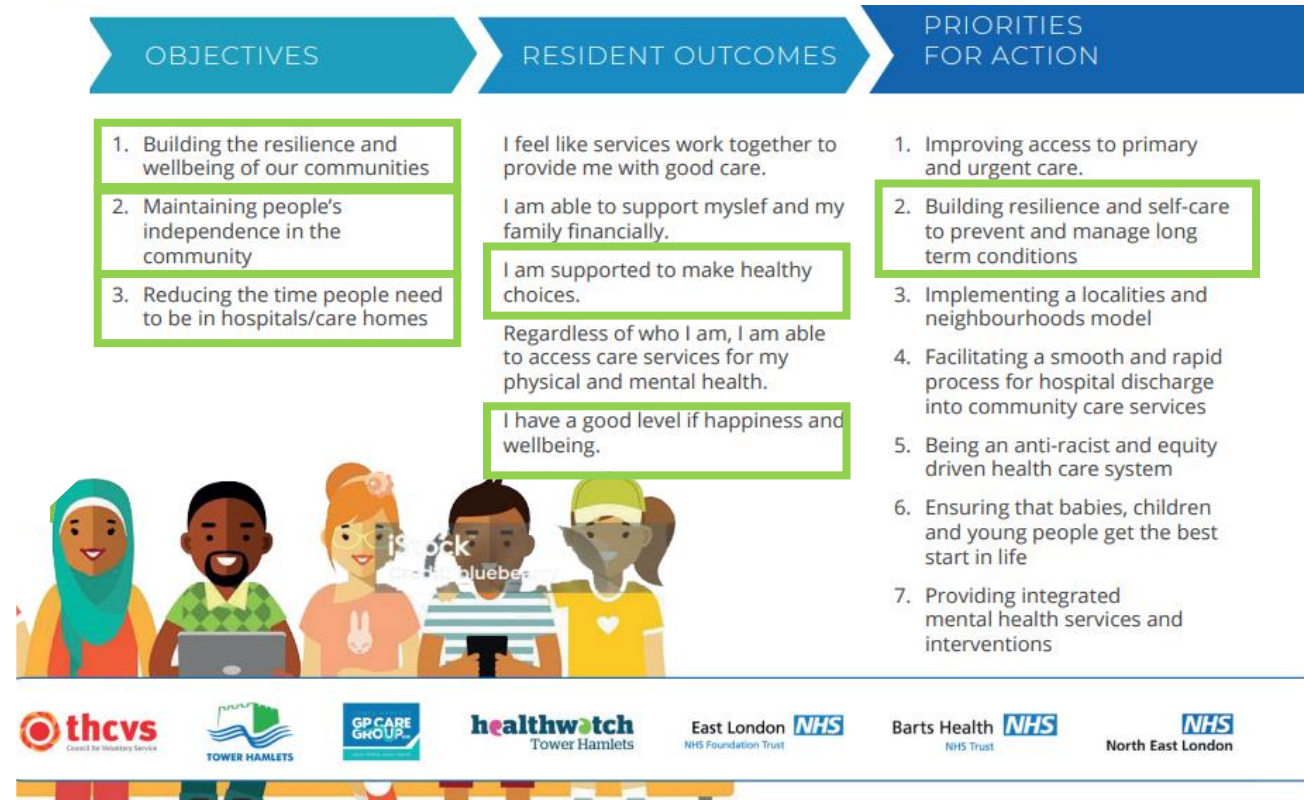 OBJECTIVES
RESIDENT OUTCOMES
PRIORITIES
FOR ACTION
1. Building the resilience and
wellbeing of our communities
2. Maintaining people's
independence in the
community
3. Reducing the time people need
to be in hospitals/care homes
I feel like services work together to
provide me with good care.
I am able to support myslef and my
family financially.
I am supported to make healthy
choices.
Regardless of who I am, I am able
to access care services for my
physical and mental health.
I have a good level if happiness and
wellbeing.
1. Improving access to primary
and urgent care.
2. Building resilience and self-care
to prevent and manage long
term conditions
3. Implementing a localities and
neighbourhoods model
4. Facilitating a smooth and rapid
process for hospital discharge
into community care services
5. Being an anti-racist and equity
driven health care system
6. Ensuring that babies, children
and young people get the best
start in life
7. Providing integrated
mental health services and
interventions
iStock
Credit: blueb
thcvs
Council for Voluntary Service
TOWER HAMLETS
GP CARE
GROUP
healthwatch
Tower Hamlets
East London NHS
NHS Foundation Trust
Barts Health NHS
NHS Trust
NHS
North East London